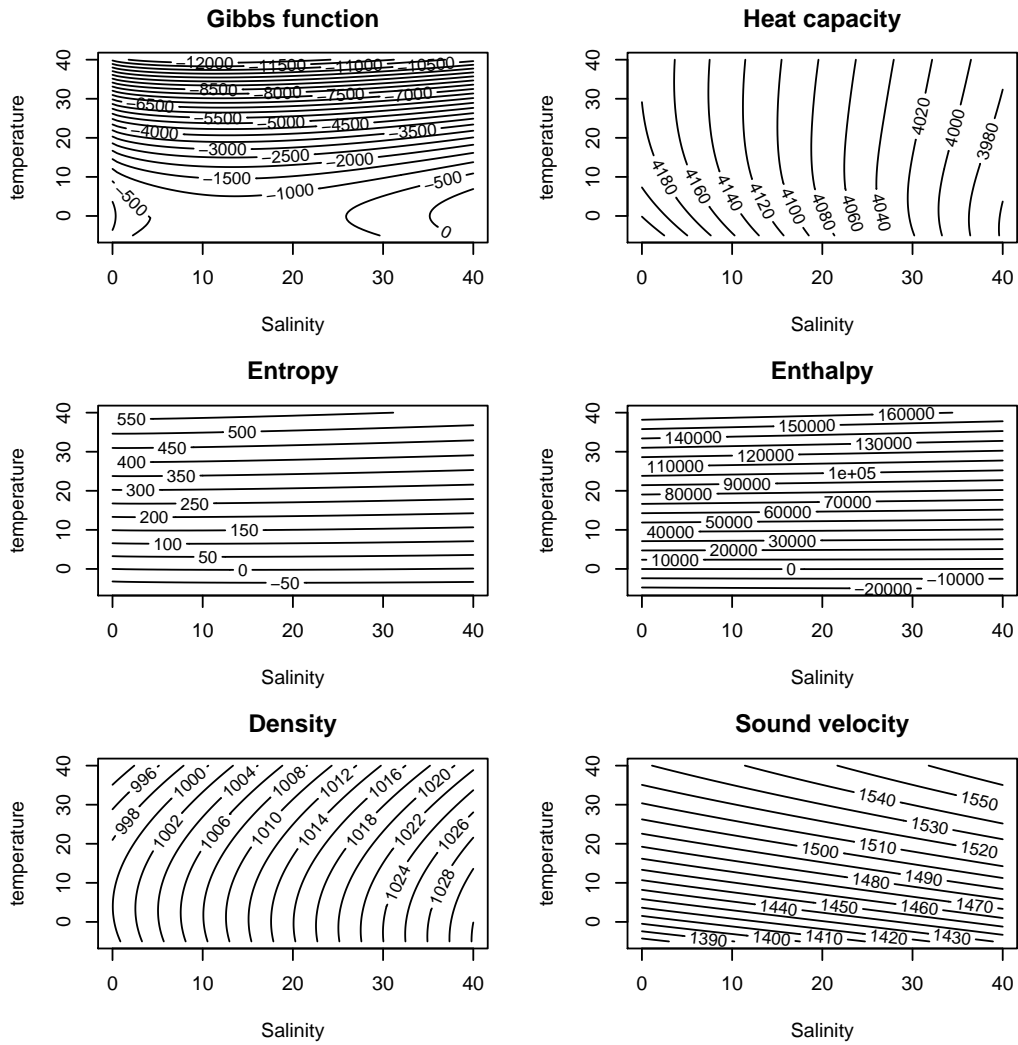 Gibbs function
−12000 −11500 −11000 −10500
−8500 −8000 −7500 −7000
−6500
−5500 −5000 −4500
−4000 −3500
−3000 −2500 −2000
−1500 −1000 −500
−500
0
temperature
0 10 20 30 40
0 10 20 30 40
Salinity
Heat capacity
4180 4160 4140 4120 4100 4080 4060 4040 4020 4000 3980
temperature
0 10 20 30 40
0 10 20 30 40
Salinity
Entropy
550
500
450
400
350
300
250
200
150
100
50
0
−50
temperature
0 10 20 30 40
0 10 20 30 40
Salinity
Enthalpy
160000
150000
140000 130000
120000
110000 1e+05
90000
80000 70000
60000
50000
40000 30000
20000
10000
0
−10000
−20000
temperature
0 10 20 30 40
0 10 20 30 40
Salinity
Density
996 1000 1004 1008 1012 1016 1020
998 1002 1006 1010 1014 1018 1022 1026
1024 1028
temperature
0 10 20 30 40
0 10 20 30 40
Salinity
Sound velocity
1540 1550
1530
1500 1510 1520
1480 1490
1440 1450 1460 1470
1390 1400 1410 1420 1430
temperature
0 10 20 30 40
0 10 20 30 40
Salinity